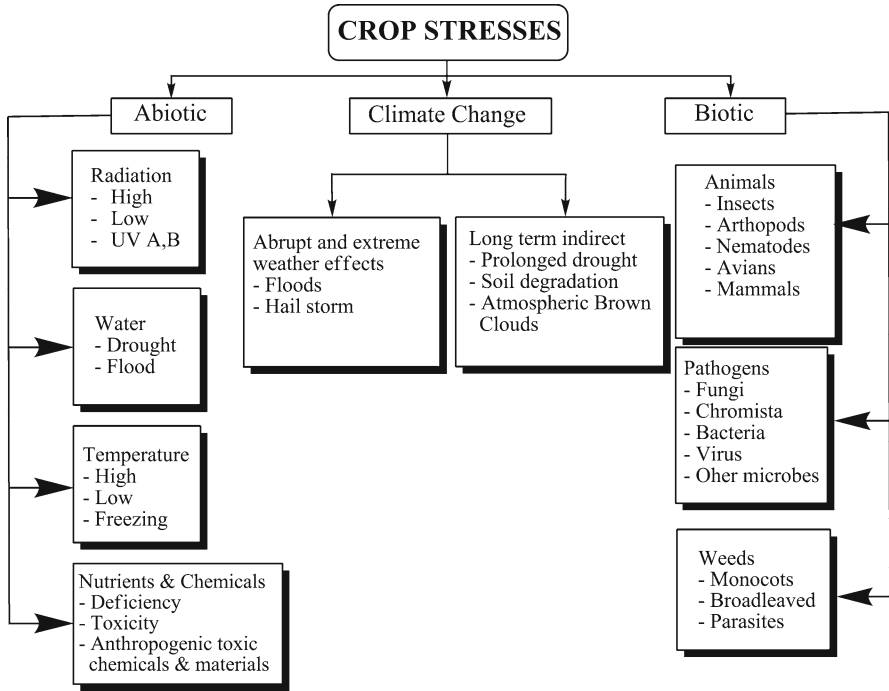 CROP STRESSES
Abiotic
Climate Change
Biotic
Radiation
- High
- Low
- UV A,B
Water
- Drought
- Flood
Temperature
- High
- Low
- Freezing
Nutrients & Chemicals
- Deficiency
- Toxicity
- Anthropogenic toxic
chemicals & materials
Abrupt and extreme
weather effects
- Floods
- Hail storm
Long term indirect
- Prolonged drought
- Soil degradation
- Atmospheric Brown
Clouds
Animals
- Insects
- Arthopods
- Nematodes
- Avians
- Mammals
Pathogens
- Fungi
- Chromista
- Bacteria
- Virus
- Oher microbes
Weeds
- Monocots
- Broadleaved
- Parasites